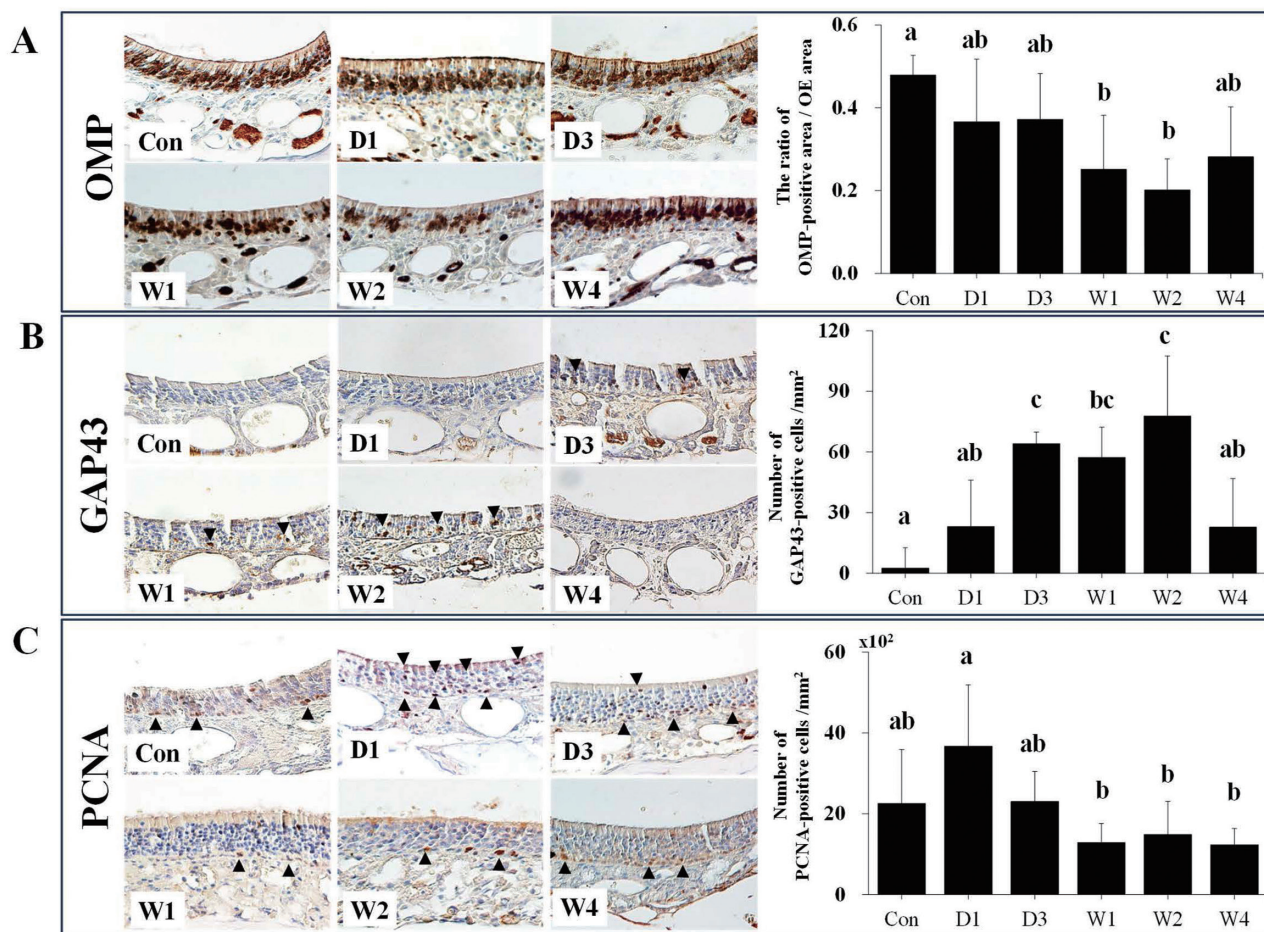 A
OMP
Con
D1
D3
W1
W2
W4
The ratio of
OMP-positive area / OE area
0.6
0.4
0.2
0.0
a
ab
ab
b
b
ab
Con D1 D3 W1 W2 W4
B
GAP43
Con
D1
D3
W1
W2
W4
Number of
GAP43-positive cells /mm²
120
90
60
30
0
a
ab
c
bc
c
ab
Con D1 D3 W1 W2 W4
C
PCNA
Con
D1
D3
W1
W2
W4
Number of
PCNA-positive cells /mm²
x10²
60
40
20
0
ab
a
ab
b
b
b
Con D1 D3 W1 W2 W4